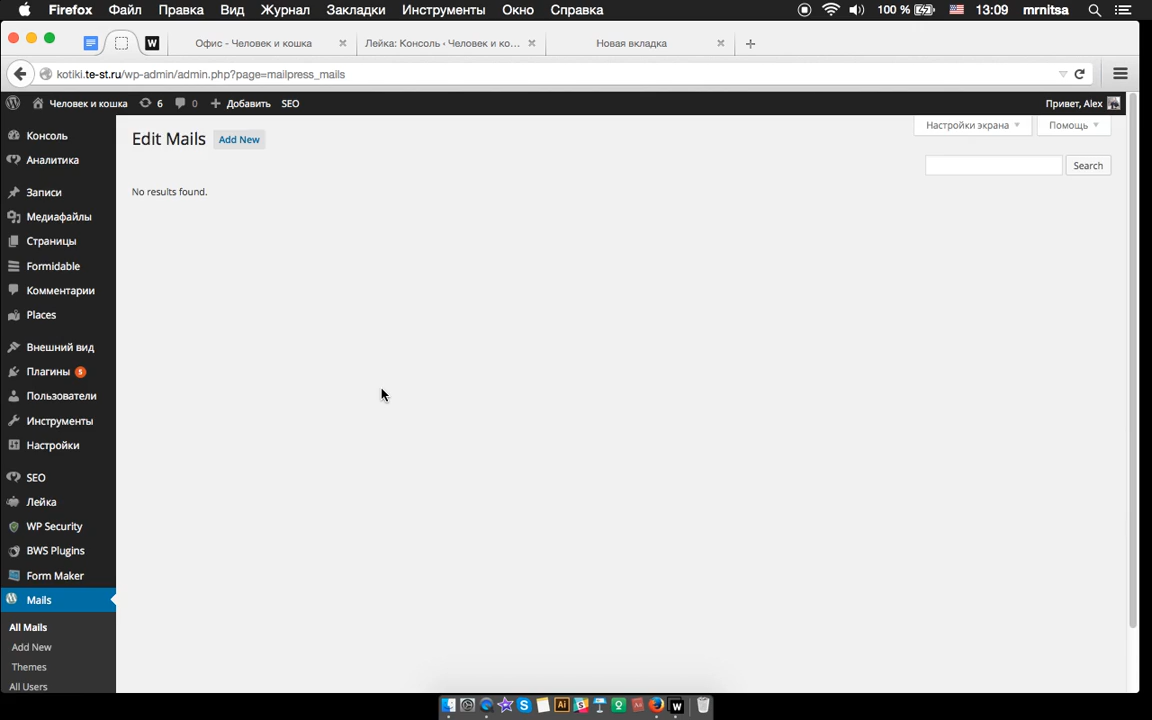 Firefox Файл Правка Вид Журнал Закладки Инструменты Окно Справка 100 % 13:09 mrnitsa
W Офис - Человек и кошка Лейка: Консоль ‹ Человек и ко... Новая вкладка
kotiki.te-st.ru/wp-admin/admin.php?page=mailpress_mails
Человек и кошка 6 0 + Добавить SEO Привет, Alex
Настройки экрана Помощь
Консоль
Edit Mails Add New
Search
Аналитика
Записи
No results found.
Медиафайлы
Страницы
Formidable
Комментарии
Places
Внешний вид
Плагины 5
Пользователи
Инструменты
Настройки
SEO
Лейка
WP Security
BWS Plugins
Form Maker
Mails
All Mails
Add New
Themes
All Users